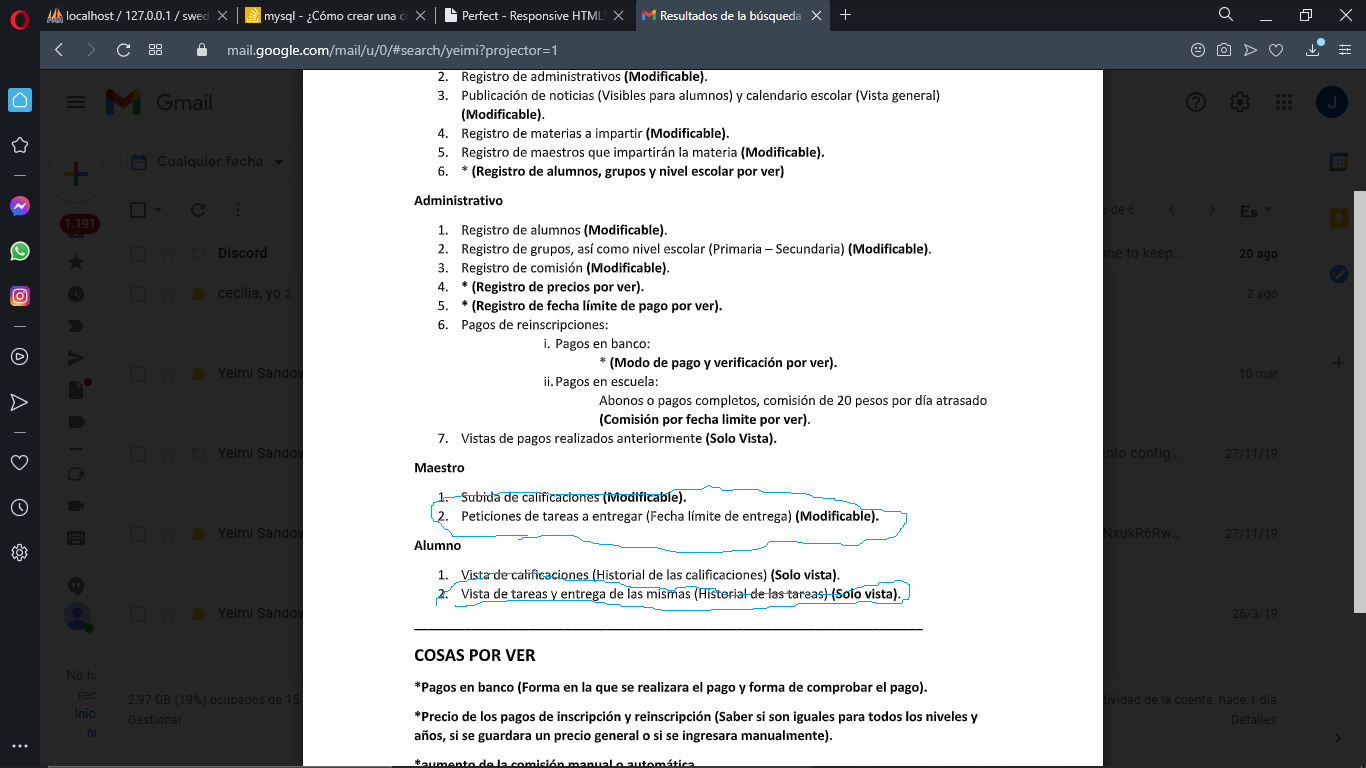 localhost / 127.0.0.1 / swed
mysql - ¿Cómo crear una c
Perfect - Responsive HTML5
Resultados de la búsqueda
mail.google.com/mail/u/0/#search/yeimi?projector=1
Gmail
J
Cualquier fecha
1.191
6 de 6
Es
Discord
one to keep...
20 ago
cecilia, yo 2
2 ago
Yeimi Sandov
10 mar
Yeimi Sandov
ento contig...
27/11/19
Yeimi Sandov
NxukR6Rw...
27/11/19
Yeimi Sandov
26/3/19
2. Registro de administrativos (Modificable).
3. Publicación de noticias (Visibles para alumnos) y calendario escolar (Vista general)
(Modificable).
4. Registro de materias a impartir (Modificable).
5. Registro de maestros que impartirán la materia (Modificable).
6. * (Registro de alumnos, grupos y nivel escolar por ver)
Administrativo
1. Registro de alumnos (Modificable).
2. Registro de grupos, así como nivel escolar (Primaria – Secundaria) (Modificable).
3. Registro de comisión (Modificable).
4. * (Registro de precios por ver).
5. * (Registro de fecha límite de pago por ver).
6. Pagos de reinscripciones:
i. Pagos en banco:
* (Modo de pago y verificación por ver).
ii. Pagos en escuela:
Abonos o pagos completos, comisión de 20 pesos por día atrasado
(Comisión por fecha limite por ver).
7. Vistas de pagos realizados anteriormente (Solo Vista).
Maestro
1. Subida de calificaciones (Modificable).
2. Peticiones de tareas a entregar (Fecha límite de entrega) (Modificable).
Alumno
1. Vista de calificaciones (Historial de las calificaciones) (Solo vista).
2. Vista de tareas y entrega de las mismas (Historial de las tareas) (Solo vista).
COSAS POR VER
*Pagos en banco (Forma en la que se realizara el pago y forma de comprobar el pago).
*Precio de los pagos de inscripción y reinscripción (Saber si son iguales para todos los niveles y
años, si se guardara un precio general o si se ingresara manualmente).
*aumento de la comisión manual o automática
No ha
rec
Inic
2,97 GB (19%) ocupados de 15
Gestionar
tividad de la cuenta: hace 1 día
Detalles